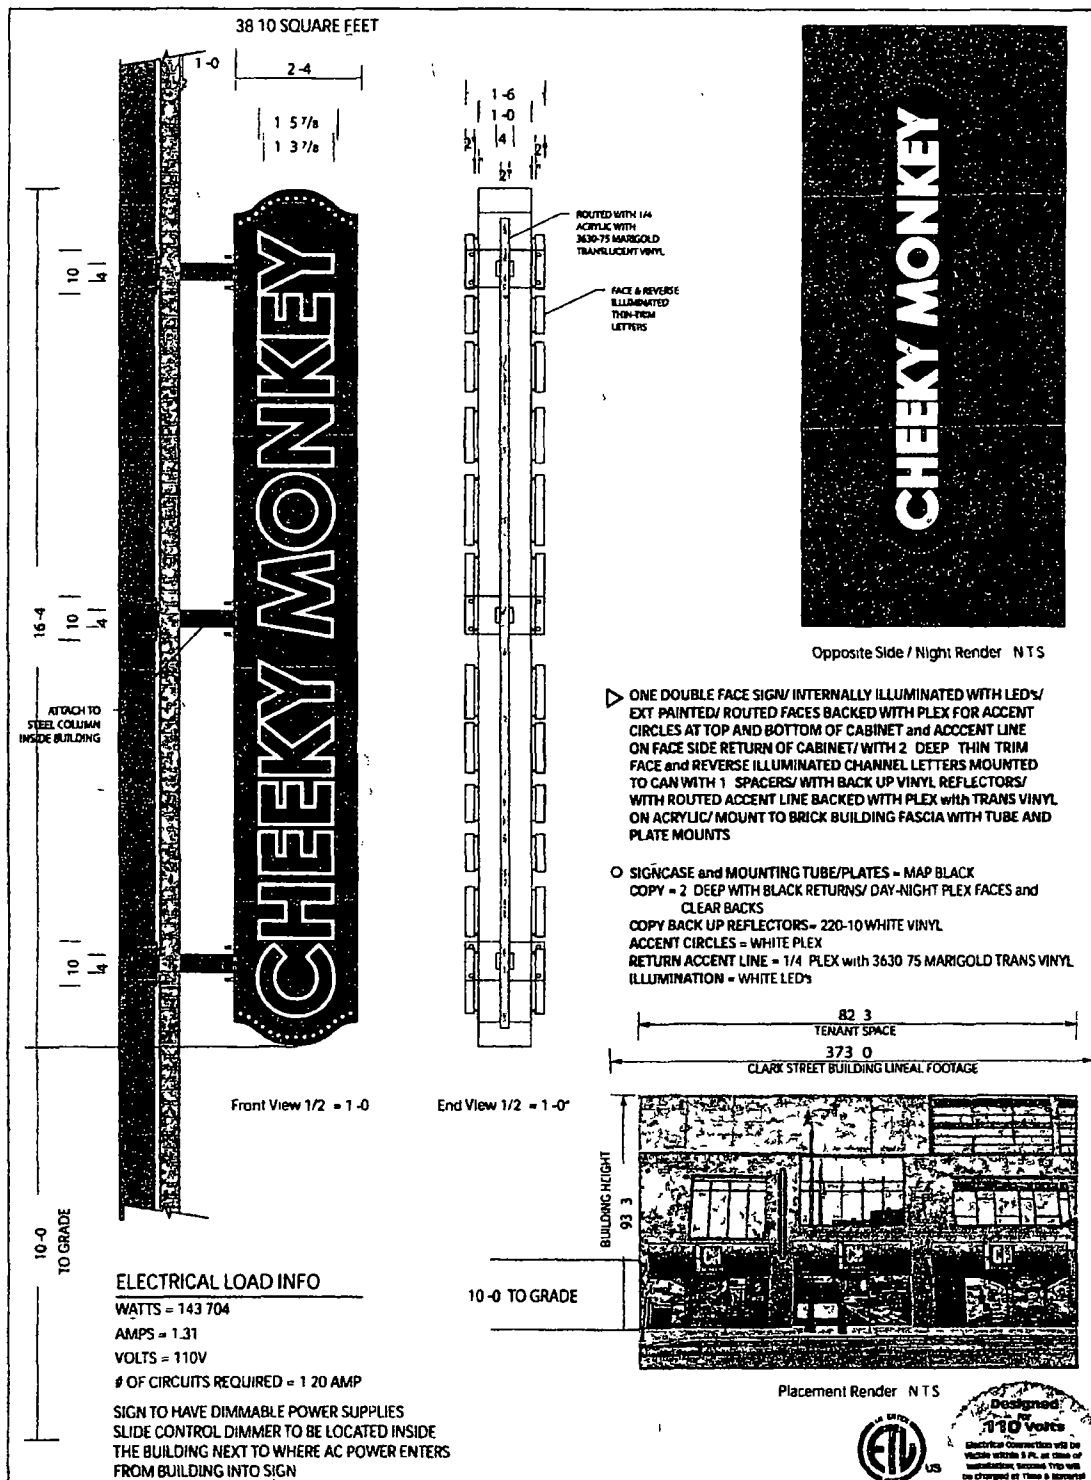 38 10 SQUARE FEET
1-0
2-4
1 5 7/8
1 3 7/8
1-6
1-0
4
2
2
2
ROUTED WITH 1/4
ACRYLIC WITH
3630-75 MARIGOLD
TRANSLUCENT VINYL
FACE & REVERSE
ILLUMINATED
THIN-TRIM
LETTERS
10
4
10
4
10
4
16-4
ATTACH TO
STEEL COLUMN
INSIDE BUILDING
CHEEKY MONKEY
CHEEKY MONKEY
Opposite Side / Night Render N T S
ONE DOUBLE FACE SIGN/ INTERNALLY ILLUMINATED WITH LED's/
EXT PAINTED/ ROUTED FACES BACKED WITH PLEX FOR ACCENT
CIRCLES AT TOP AND BOTTOM OF CABINET and ACCCENT LINE
ON FACE SIDE RETURN OF CABINET/ WITH 2 DEEP THIN TRIM
FACE and REVERSE ILLUMINATED CHANNEL LETTERS MOUNTED
TO CAN WITH 1 SPACERS/ WITH BACK UP VINYL REFLECTORS/
WITH ROUTED ACCENT LINE BACKED WITH PLEX with TRANS VINYL
ON ACRYLIC/ MOUNT TO BRICK BUILDING FASCIA WITH TUBE AND
PLATE MOUNTS
SIGNCASE and MOUNTING TUBE/PLATES = MAP BLACK
COPY = 2 DEEP WITH BLACK RETURNS/ DAY-NIGHT PLEX FACES and
CLEAR BACKS
COPY BACK UP REFLECTORS = 220-10 WHITE VINYL
ACCENT CIRCLES = WHITE PLEX
RETURN ACCENT LINE = 1/4 PLEX with 3630 75 MARIGOLD TRANS VINYL
ILLUMINATION = WHITE LED's
82 3
TENANT SPACE
373 0
CLARK STREET BUILDING LINEAL FOOTAGE
BUILDING HEIGHT
93 3
10-0 TO GRADE
Placement Render N T S
Front View 1/2 = 1-0
End View 1/2 = 1-0"
10-0
TO GRADE
ELECTRICAL LOAD INFO
WATTS = 143 704
AMPS = 1.31
VOLTS = 110V
# OF CIRCUITS REQUIRED = 1 20 AMP
SIGN TO HAVE DIMMABLE POWER SUPPLIES
SLIDE CONTROL DIMMER TO BE LOCATED INSIDE
THE BUILDING NEXT TO WHERE AC POWER ENTERS
FROM BUILDING INTO SIGN
ETL
US
Designed
for
110 Volts
Electrical Connection will be